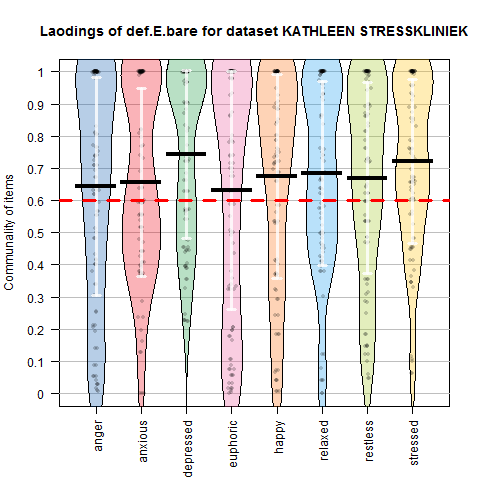 Laodings of def.E.bare for dataset KATHLEEN STRESSKLINIEK
Communality of items
1
0.9
0.8
0.7
0.6
0.5
0.4
0.3
0.2
0.1
0
anger
anxious
depressed
euphoric
happy
relaxed
restless
stressed